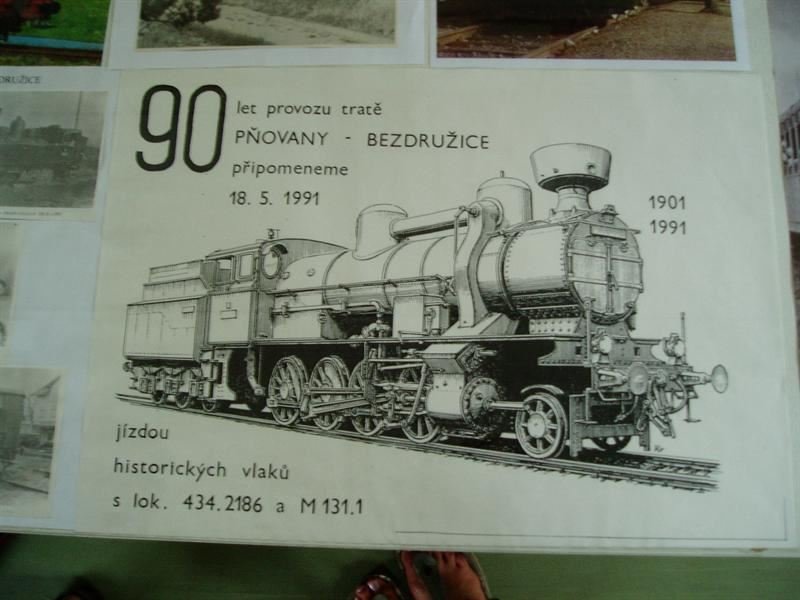 DRUŽICE
90 let provozu tratě
PŇOVANY - BEZDRUŽICE
připomeneme
18. 5. 1991
1901
1991
jízdou
historických vlaků
s lok. 434.2186 a M 131.1